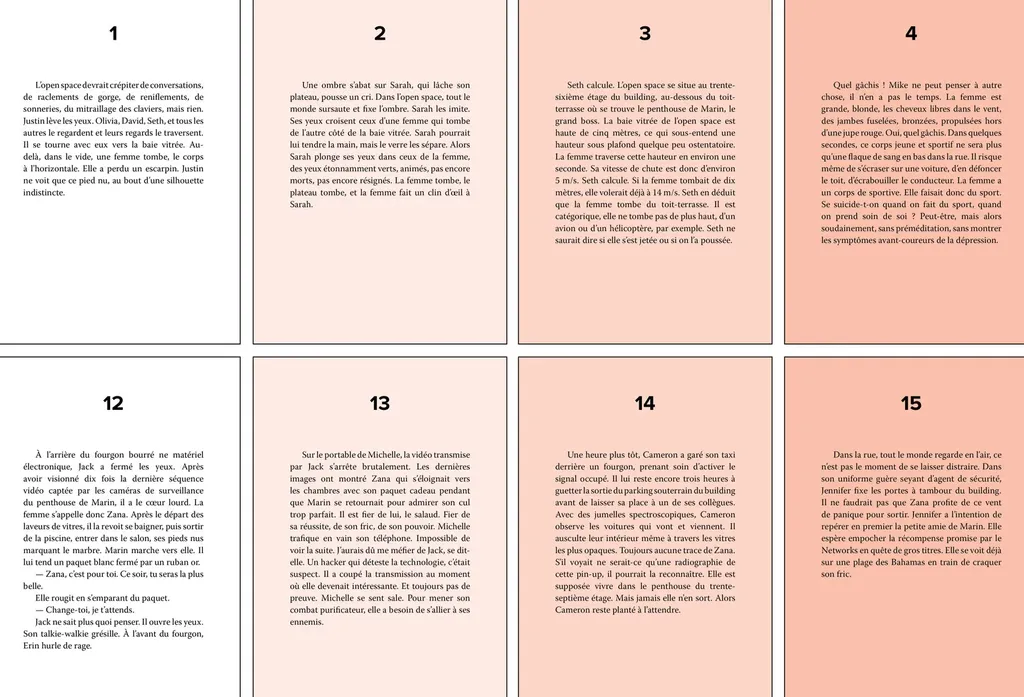 1
L'open space devrait crépiter de conversations,
de raclements de gorge, de reniflements, de
sonneries, du mitraillage des claviers, mais rien.
Justin lève les yeux. Olivia, David, Seth, et tous les
autres le regardent et leurs regards le traversent.
Il se tourne avec eux vers la baie vitrée. Au-
delà, dans le vide, une femme tombe, le corps
à l'horizontale. Elle a perdu un escarpin. Justin
ne voit que ce pied nu, au bout d'une silhouette
indistincte.
2
Une ombre s'abat sur Sarah, qui lâche son
plateau, pousse un cri. Dans l'open space, tout le
monde sursaute et fixe l'ombre. Sarah les imite.
Ses yeux croisent ceux d'une femme qui tombe
de l'autre côté de la baie vitrée. Sarah pourrait
lui tendre la main, mais le verre les sépare. Alors
Sarah plonge ses yeux dans ceux de la femme,
des yeux étonnamment verts, animés, pas encore
morts, pas encore résignés. La femme tombe, le
plateau tombe, et la femme fait un clin d'œil à
Sarah.
3
Seth calcule. L'open space se situe au trente-
sixième étage du building, au-dessous du toit-
terrasse où se trouve le penthouse de Marin, le
grand boss. La baie vitrée de l'open space est
haute de cinq mètres, ce qui sous-entend une
hauteur sous plafond quelque peu ostentatoire.
La femme traverse cette hauteur en environ une
seconde. Sa vitesse de chute est donc d'environ
5 m/s. Seth calcule. Si la femme tombait de dix
mètres, elle volerait déjà à 14 m/s. Seth en déduit
que la femme tombe du toit-terrasse. Il est
catégorique, elle ne tombe pas de plus haut, d'un
avion ou d'un hélicoptère, par exemple. Seth ne
saurait dire si elle s'est jetée ou si on l'a poussée.
4
Quel gâchis ! Mike ne peut penser à autre
chose, il n'en a pas le temps. La femme est
grande, blonde, les cheveux libres dans le vent,
des jambes fuselées, bronzées, propulsées hors
d'une jupe rouge. Oui, quel gâchis. Dans quelques
secondes, ce corps jeune et sportif ne sera plus
qu'une flaque de sang en bas dans la rue. Il risque
même de s'écraser sur une voiture, d'en défoncer
le toit, d'écrabouiller le conducteur. La femme a
un corps de sportive. Elle faisait donc du sport.
Se suicide-t-on quand on fait du sport, quand
on prend soin de soi ? Peut-être, mais alors
soudainement, sans préméditation, sans montrer
les symptômes avant-coureurs de la dépression.
12
À l'arrière du fourgon bourré ne matériel
électronique, Jack a fermé les yeux. Après
avoir visionné dix fois la dernière séquence
vidéo captée par les caméras de surveillance
du penthouse de Marin, il a le cœur lourd. La
femme s'appelle donc Zana. Après le départ des
laveurs de vitres, il la revoit se baigner, puis sortir
de la piscine, entrer dans le salon, ses pieds nus
marquant le marbre. Marin marche vers elle. Il
lui tend un paquet blanc fermé par un ruban or.
— Zana, c'est pour toi. Ce soir, tu seras la plus
belle.
Elle rougit en s'emparant du paquet.
— Change-toi, je t'attends.
Jack ne sait plus quoi penser. Il ouvre les yeux.
Son talkie-walkie grésille. À l'avant du fourgon,
Erin hurle de rage.
13
Sur le portable de Michelle, la vidéo transmise
par Jack s'arrête brutalement. Les dernières
images ont montré Zana qui s'éloignait vers
les chambres avec son paquet cadeau pendant
que Marin se retournait pour admirer son cul
trop parfait. Il est fier de lui, le salaud. Fier de
sa réussite, de son fric, de son pouvoir. Michelle
trafique en vain son téléphone. Impossible de
voir la suite. J'aurais dû me méfier de Jack, se dit-
elle. Un hacker qui déteste la technologie, c'était
suspect. Il a coupé la transmission au moment
où elle devenait intéressante. Et toujours pas de
preuve. Michelle se sent sale. Pour mener son
combat purificateur, elle a besoin de s'allier à ses
ennemis.
14
Une heure plus tôt, Cameron a garé son taxi
derrière un fourgon, prenant soin d'activer le
signal occupé. Il lui reste encore trois heures à
guetter la sortie du parking souterrain du building
avant de laisser sa place à un de ses collègues.
Avec des jumelles spectroscopiques, Cameron
observe les voitures qui vont et viennent. Il
ausculte leur intérieur même à travers les vitres
les plus opaques. Toujours aucune trace de Zana.
S'il voyait ne serait-ce qu'une radiographie de
cette pin-up, il pourrait la reconnaître. Elle est
supposée vivre dans le penthouse du trente-
septième étage. Mais jamais elle n'en sort. Alors
Cameron reste planté à l'attendre.
15
Dans la rue, tout le monde regarde en l'air, ce
n'est pas le moment de se laisser distraire. Dans
son uniforme guère seyant d'agent de sécurité,
Jennifer fixe les portes à tambour du building.
Il ne faudrait pas que Zana profite de ce vent
de panique pour sortir. Jennifer a l'intention de
repérer en premier la petite amie de Marin. Elle
espère empocher la récompense promise par le
Networks en quête de gros titres. Elle se voit déjà
sur une plage des Bahamas en train de craquer
son fric.